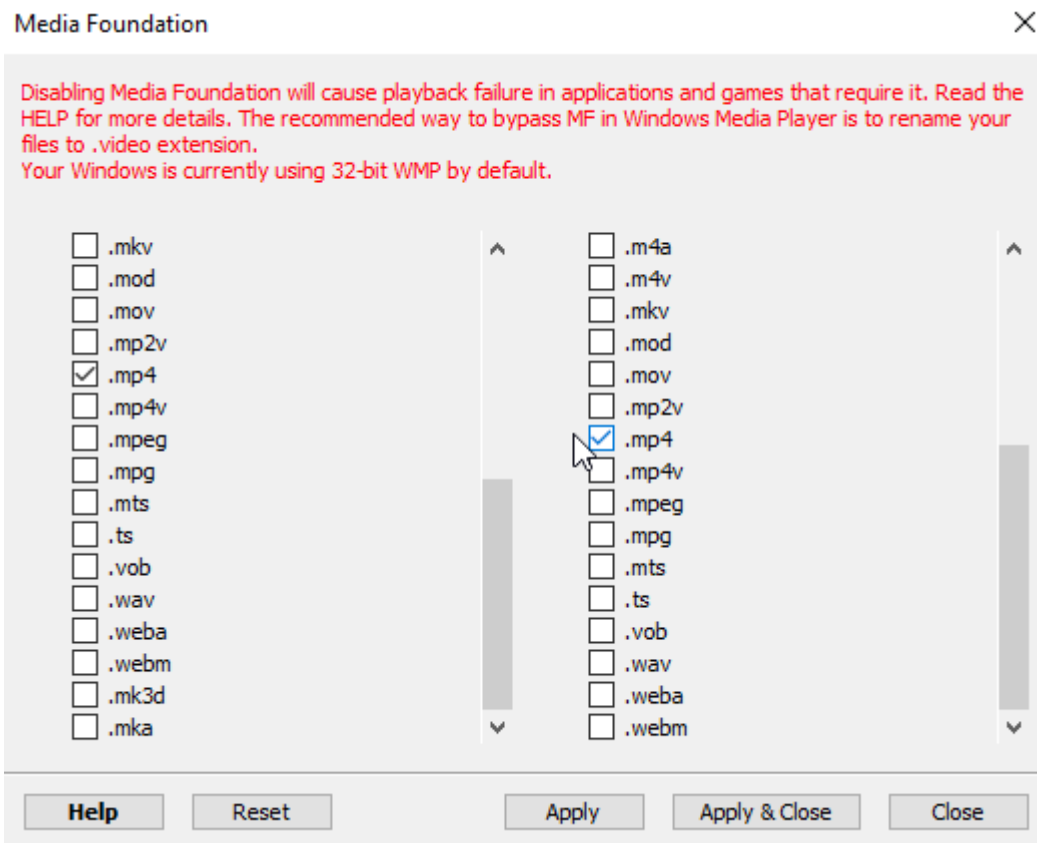 Media Foundation
Disabling Media Foundation will cause playback failure in applications and games that require it. Read the
HELP for more details. The recommended way to bypass MF in Windows Media Player is to rename your
files to .video extension.
Your Windows is currently using 32-bit WMP by default.
.mkv
.mod
.mov
.mp2v
.mp4
.mp4v
.mpeg
.mpg
.mts
.ts
.vob
.wav
.weba
.webm
.mk3d
.mka
.m4a
.m4v
.mkv
.mod
.mov
.mp2v
.mp4
.mp4v
.mpeg
.mpg
.mts
.ts
.vob
.wav
.weba
.webm
Help Reset Apply Apply & Close Close